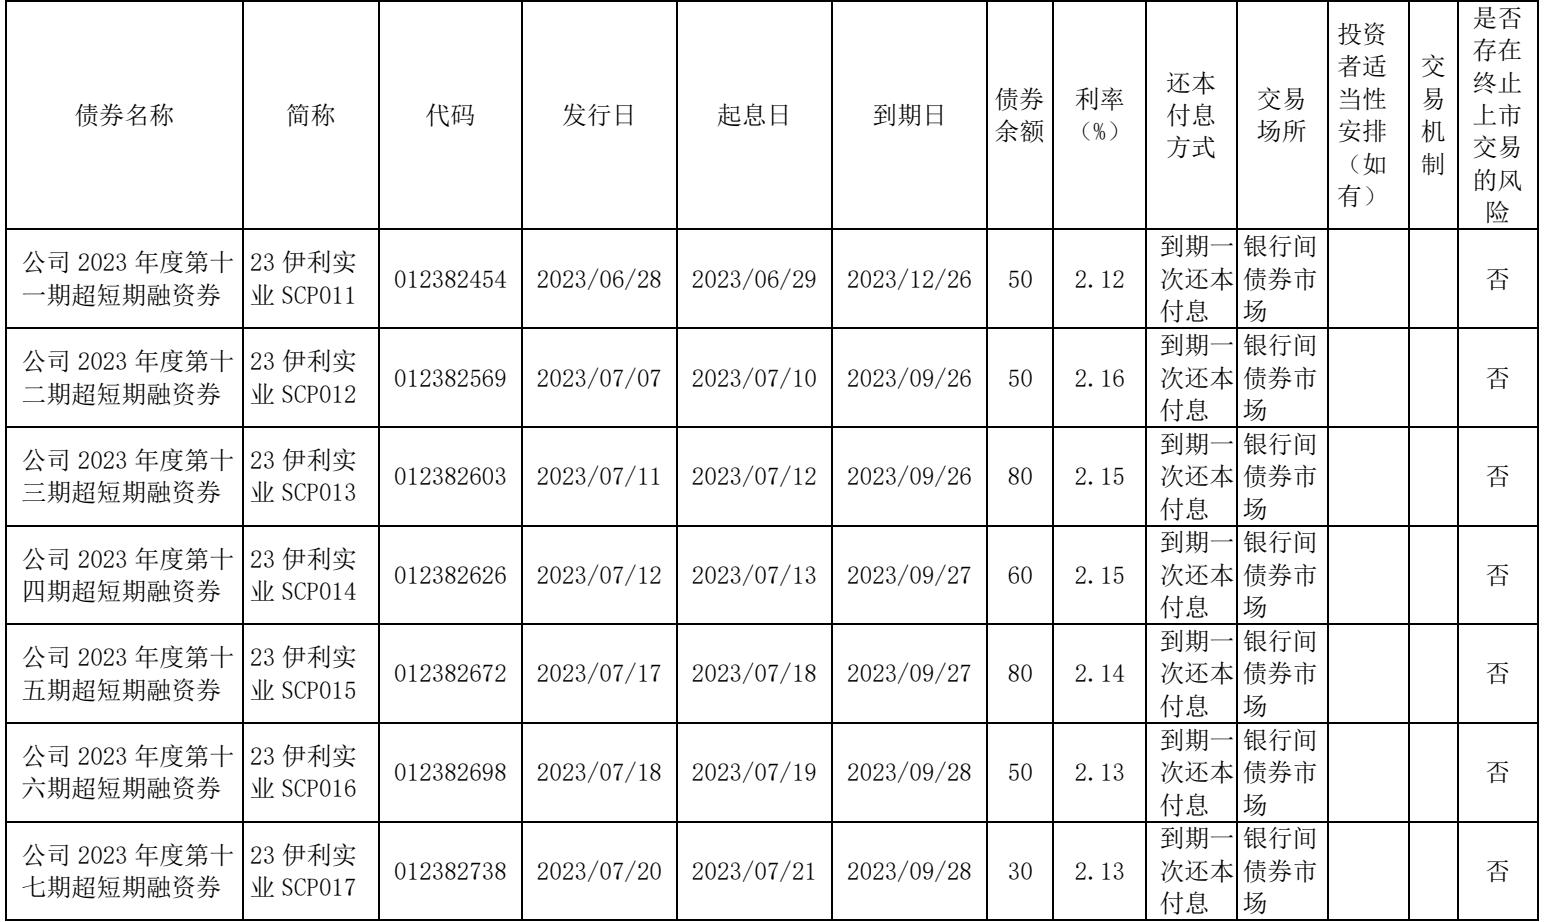 债券名称
简称
代码
发行日
起息日
到期日
债券
余额
利率
（%）
还本
付息
方式
交易
场所
投资
者适
当性
安排
（如
有）
交
易
机
制
是否
存在
终止
上市
交易
的风
险
公司 2023 年度第十
一期超短期融资券
23 伊利实
业 SCP011
012382454
2023/06/28
2023/06/29
2023/12/26
50
2.12
到期一
次还本
付息
银行间
债券市
场
否
公司 2023 年度第十
二期超短期融资券
23 伊利实
业 SCP012
012382569
2023/07/07
2023/07/10
2023/09/26
50
2.16
到期一
次还本
付息
银行间
债券市
场
否
公司 2023 年度第十
三期超短期融资券
23 伊利实
业 SCP013
012382603
2023/07/11
2023/07/12
2023/09/26
80
2.15
到期一
次还本
付息
银行间
债券市
场
否
公司 2023 年度第十
四期超短期融资券
23 伊利实
业 SCP014
012382626
2023/07/12
2023/07/13
2023/09/27
60
2.15
到期一
次还本
付息
银行间
债券市
场
否
公司 2023 年度第十
五期超短期融资券
23 伊利实
业 SCP015
012382672
2023/07/17
2023/07/18
2023/09/27
80
2.14
到期一
次还本
付息
银行间
债券市
场
否
公司 2023 年度第十
六期超短期融资券
23 伊利实
业 SCP016
012382698
2023/07/18
2023/07/19
2023/09/28
50
2.13
到期一
次还本
付息
银行间
债券市
场
否
公司 2023 年度第十
七期超短期融资券
23 伊利实
业 SCP017
012382738
2023/07/20
2023/07/21
2023/09/28
30
2.13
到期一
次还本
付息
银行间
债券市
场
否